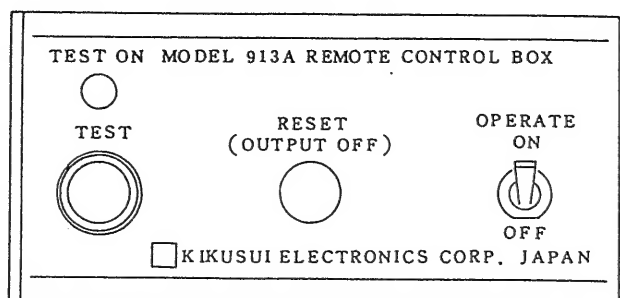 TEST ON MODEL 913A REMOTE CONTROL BOX
TEST
RESET
(OUTPUT OFF)
OPERATE
ON
OFF
KIKUSUI ELECTRONICS CORP. JAPAN